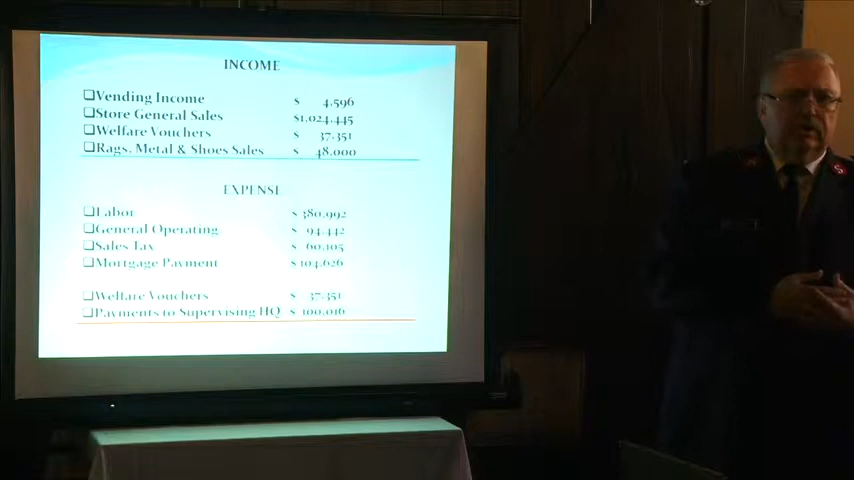 INCOME
❑Vending Income $ 4,596
❑Store General Sales $1,024,445
❑Welfare Vouchers $ 37,351
❑Rags, Metal & Shoes Sales $ 48,000
EXPENSE
❑Labor $ 380,992
❑General Operating $ 94,442
❑Sales Tax $ 60,105
❑Mortgage Payment $ 104,626
❑Welfare Vouchers $ 37,351
❑Payments to Supervising HQ $ 100,016